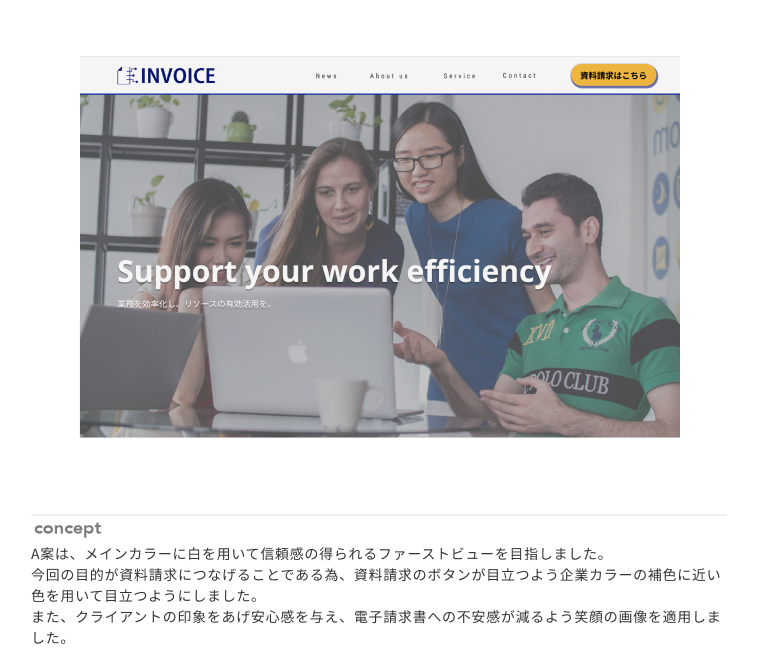 INVOICE
News About us Service Contact
資料請求はこちら
Support your work efficiency
業務を効率化し、リソースの有効活用を。
XVII
POLO CLUB
concept
A案は、メインカラーに白を用いて信頼感の得られるファーストビューを目指しました。
今回の目的が資料請求につなげることである為、資料請求のボタンが目立つよう企業カラーの補色に近い
色を用いて目立つようにしました。
また、クライアントの印象をあげ安心感を与え、電子請求書への不安感が減るよう笑顔の画像を適用しま
した。